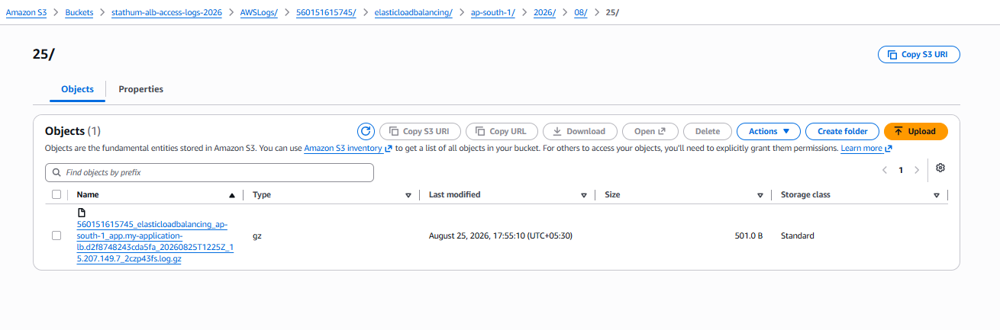 Amazon S3 > Buckets > stathum-alb-access-logs-2026 > AWSLogs/ > 560151615745/ > elasticloadbalancing/ > ap-south-1/ > 2026/ > 08/ > 25/
25/
Copy S3 URI
Objects
Properties
Objects (1)
Copy S3 URI
Copy URL
Download
Open
Delete
Actions
Create folder
Upload
Objects are the fundamental entities stored in Amazon S3. You can use Amazon S3 inventory to get a list of all objects in your bucket. For others to access your objects, you'll need to explicitly grant them permissions. Learn more
Find objects by prefix
1
Name
Type
Last modified
Size
Storage class
560151615745_elasticloadbalancing_ap-
south-1_app.my-application-
lb.d2f8748243cda5fa_20260825T1225Z_1
5.207.149.7_2czp43fs.log.gz
gz
August 25, 2026, 17:55:10 (UTC+05:30)
501.0 B
Standard